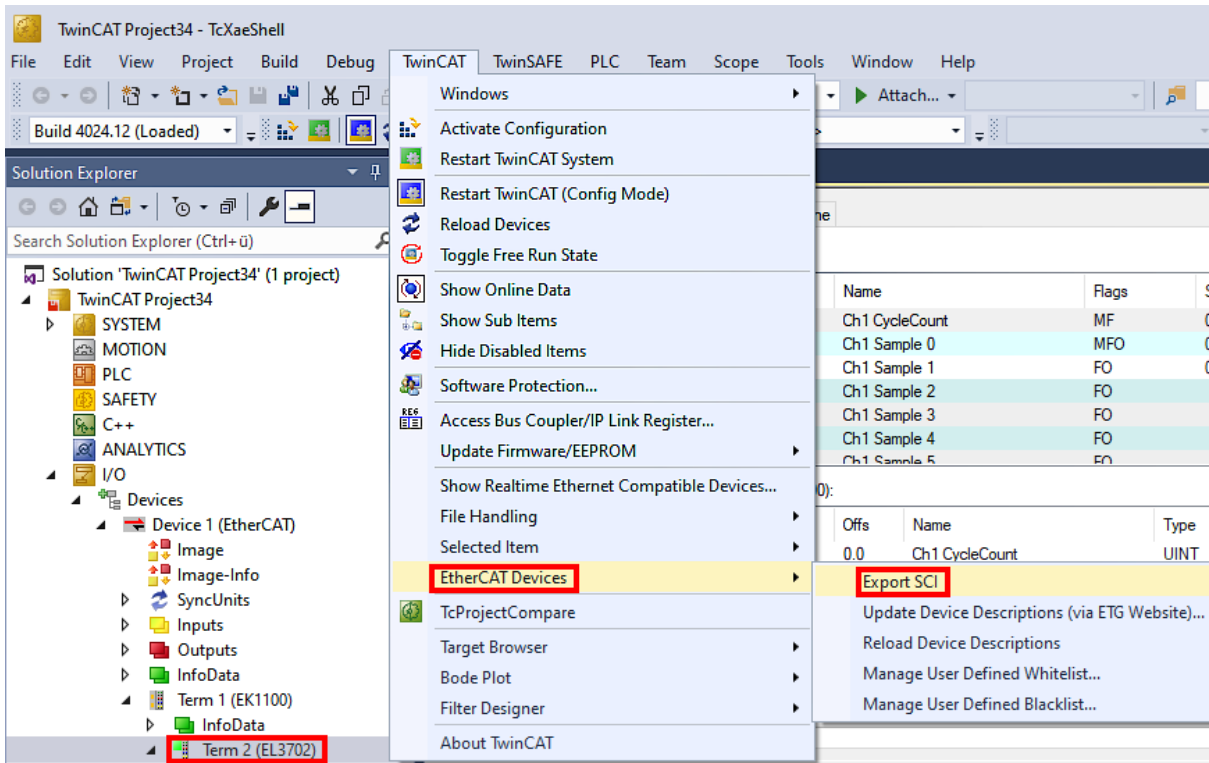 TwinCAT Project34 - TcXaeShell
File Edit View Project Build Debug TwinCAT TwinSAFE PLC Team Scope Tools Window Help
Attach...
Build 4024.12 (Loaded)
Solution Explorer
Search Solution Explorer (Ctrl+ü)
Solution 'TwinCAT Project34' (1 project)
TwinCAT Project34
SYSTEM
MOTION
PLC
SAFETY
C++
ANALYTICS
I/O
Devices
Device 1 (EtherCAT)
Image
Image-Info
SyncUnits
Inputs
Outputs
InfoData
Term 1 (EK1100)
InfoData
Term 2 (EL3702)
Windows
Activate Configuration
Restart TwinCAT System
Restart TwinCAT (Config Mode)
Reload Devices
Toggle Free Run State
Show Online Data
Show Sub Items
Hide Disabled Items
Software Protection...
REG
Access Bus Coupler/IP Link Register...
Update Firmware/EEPROM
Show Realtime Ethernet Compatible Devices...
File Handling
Selected Item
EtherCAT Devices
TcProjectCompare
Target Browser
Bode Plot
Filter Designer
About TwinCAT
Name Flags
Ch1 CycleCount MF
Ch1 Sample 0 MFO
Ch1 Sample 1 FO
Ch1 Sample 2 FO
Ch1 Sample 3 FO
Ch1 Sample 4 FO
Ch1 Sample 5 FO
Offs Name Type
0.0 Ch1 CycleCount UINT
Export SCI
Update Device Descriptions (via ETG Website)...
Reload Device Descriptions
Manage User Defined Whitelist...
Manage User Defined Blacklist...